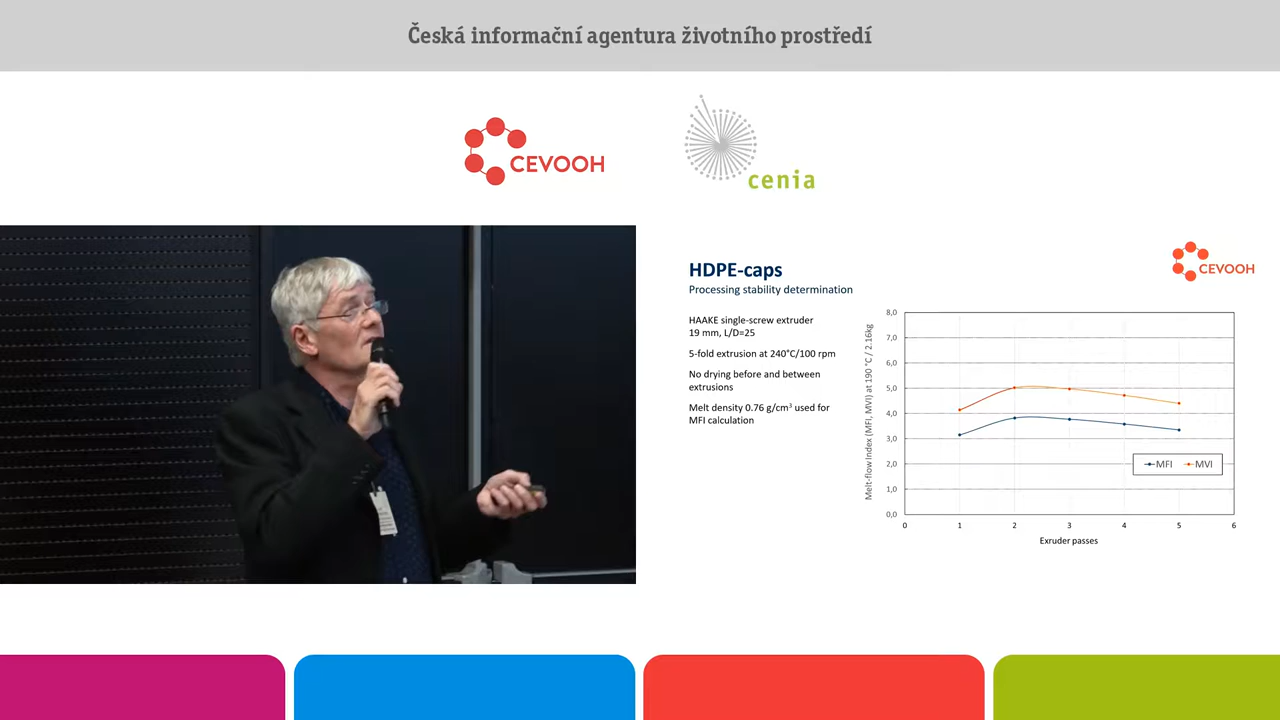 Česká informační agentura životního prostředí
CEVOOH
cenia
HDPE-caps
Processing stability determination
CEVOOH
HAAKE single-screw extruder
19 mm, L/D=25
5-fold extrusion at 240°C/100 rpm
No drying before and between
extrusions
Melt density 0.76 g/cm³ used for
MFI calculation
Melt-flow Index (MFI, MVI) at 190 °C / 2.16kg
8,0
7,0
6,0
5,0
4,0
3,0
2,0
1,0
0,0
MFI MVI
0 1 2 3 4 5 6
Exruder passes